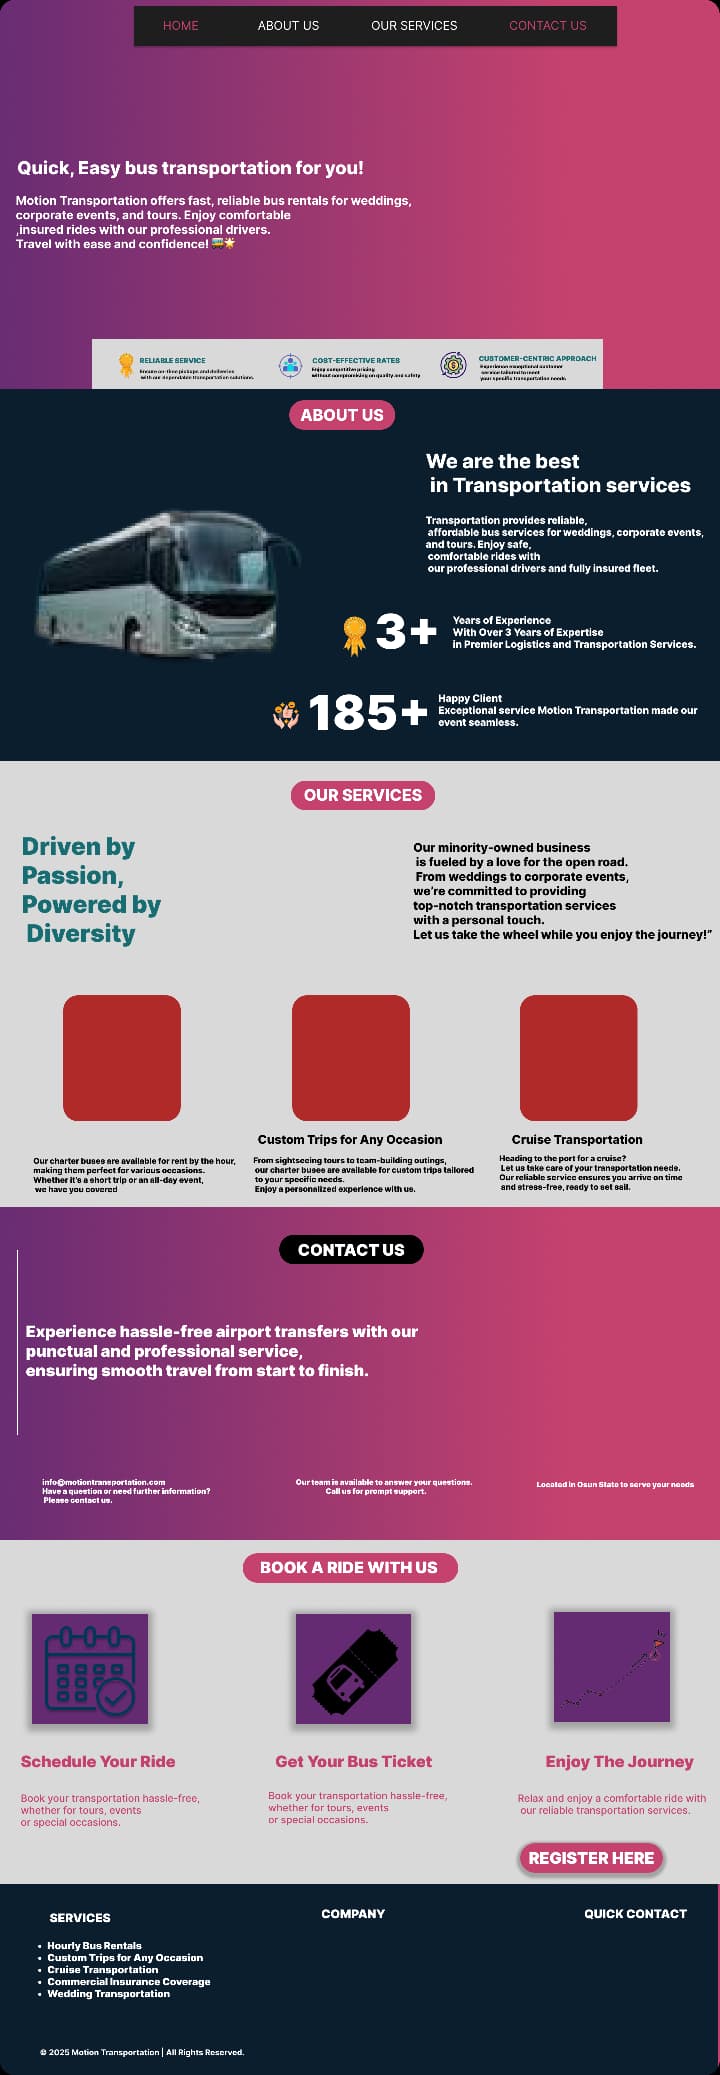 HOME
ABOUT US
OUR SERVICES
CONTACT US
Quick, Easy bus transportation for you!
Motion Transportation offers fast, reliable bus rentals for weddings,
corporate events, and tours. Enjoy comfortable
,insured rides with our professional drivers.
Travel with ease and confidence! 🚌🌟
RELIABLE SERVICE
Ensure on-time pickups and deliveries
with our dependable transportation solutions.
COST-EFFECTIVE RATES
Enjoy competitive pricing
without compromising on quality and safety
CUSTOMER-CENTRIC APPROACH
Experience exceptional customer
service tailored to meet
your specific transportation needs
ABOUT US
We are the best
in Transportation services
Transportation provides reliable,
affordable bus services for weddings, corporate events,
and tours. Enjoy safe,
comfortable rides with
our professional drivers and fully insured fleet.
3+
Years of Experience
With Over 3 Years of Expertise
in Premier Logistics and Transportation Services.
185+
Happy Client
Exceptional service Motion Transportation made our
event seamless.
OUR SERVICES
Driven by
Passion,
Powered by
Diversity
Our minority-owned business
is fueled by a love for the open road.
From weddings to corporate events,
we're committed to providing
top-notch transportation services
with a personal touch.
Let us take the wheel while you enjoy the journey!"
Our charter buses are available for rent by the hour,
making them perfect for various occasions.
Whether it's a short trip or an all-day event,
we have you covered
Custom Trips for Any Occasion
From sightseeing tours to team-building outings,
our charter buses are available for custom trips tailored
to your specific needs.
Enjoy a personalized experience with us.
Cruise Transportation
Heading to the port for a cruise?
Let us take care of your transportation needs.
Our reliable service ensures you arrive on time
and stress-free, ready to set sail.
CONTACT US
Experience hassle-free airport transfers with our
punctual and professional service,
ensuring smooth travel from start to finish.
info@motiontransportation.com
Have a question or need further information?
Please contact us.
Our team is available to answer your questions.
Call us for prompt support.
Located in Osun State to serve your needs
BOOK A RIDE WITH US
Schedule Your Ride
Book your transportation hassle-free,
whether for tours, events
or special occasions.
Get Your Bus Ticket
Book your transportation hassle-free,
whether for tours, events
or special occasions.
Enjoy The Journey
Relax and enjoy a comfortable ride with
our reliable transportation services.
REGISTER HERE
SERVICES
• Hourly Bus Rentals
• Custom Trips for Any Occasion
• Cruise Transportation
• Commercial Insurance Coverage
• Wedding Transportation
COMPANY
QUICK CONTACT
© 2025 Motion Transportation | All Rights Reserved.